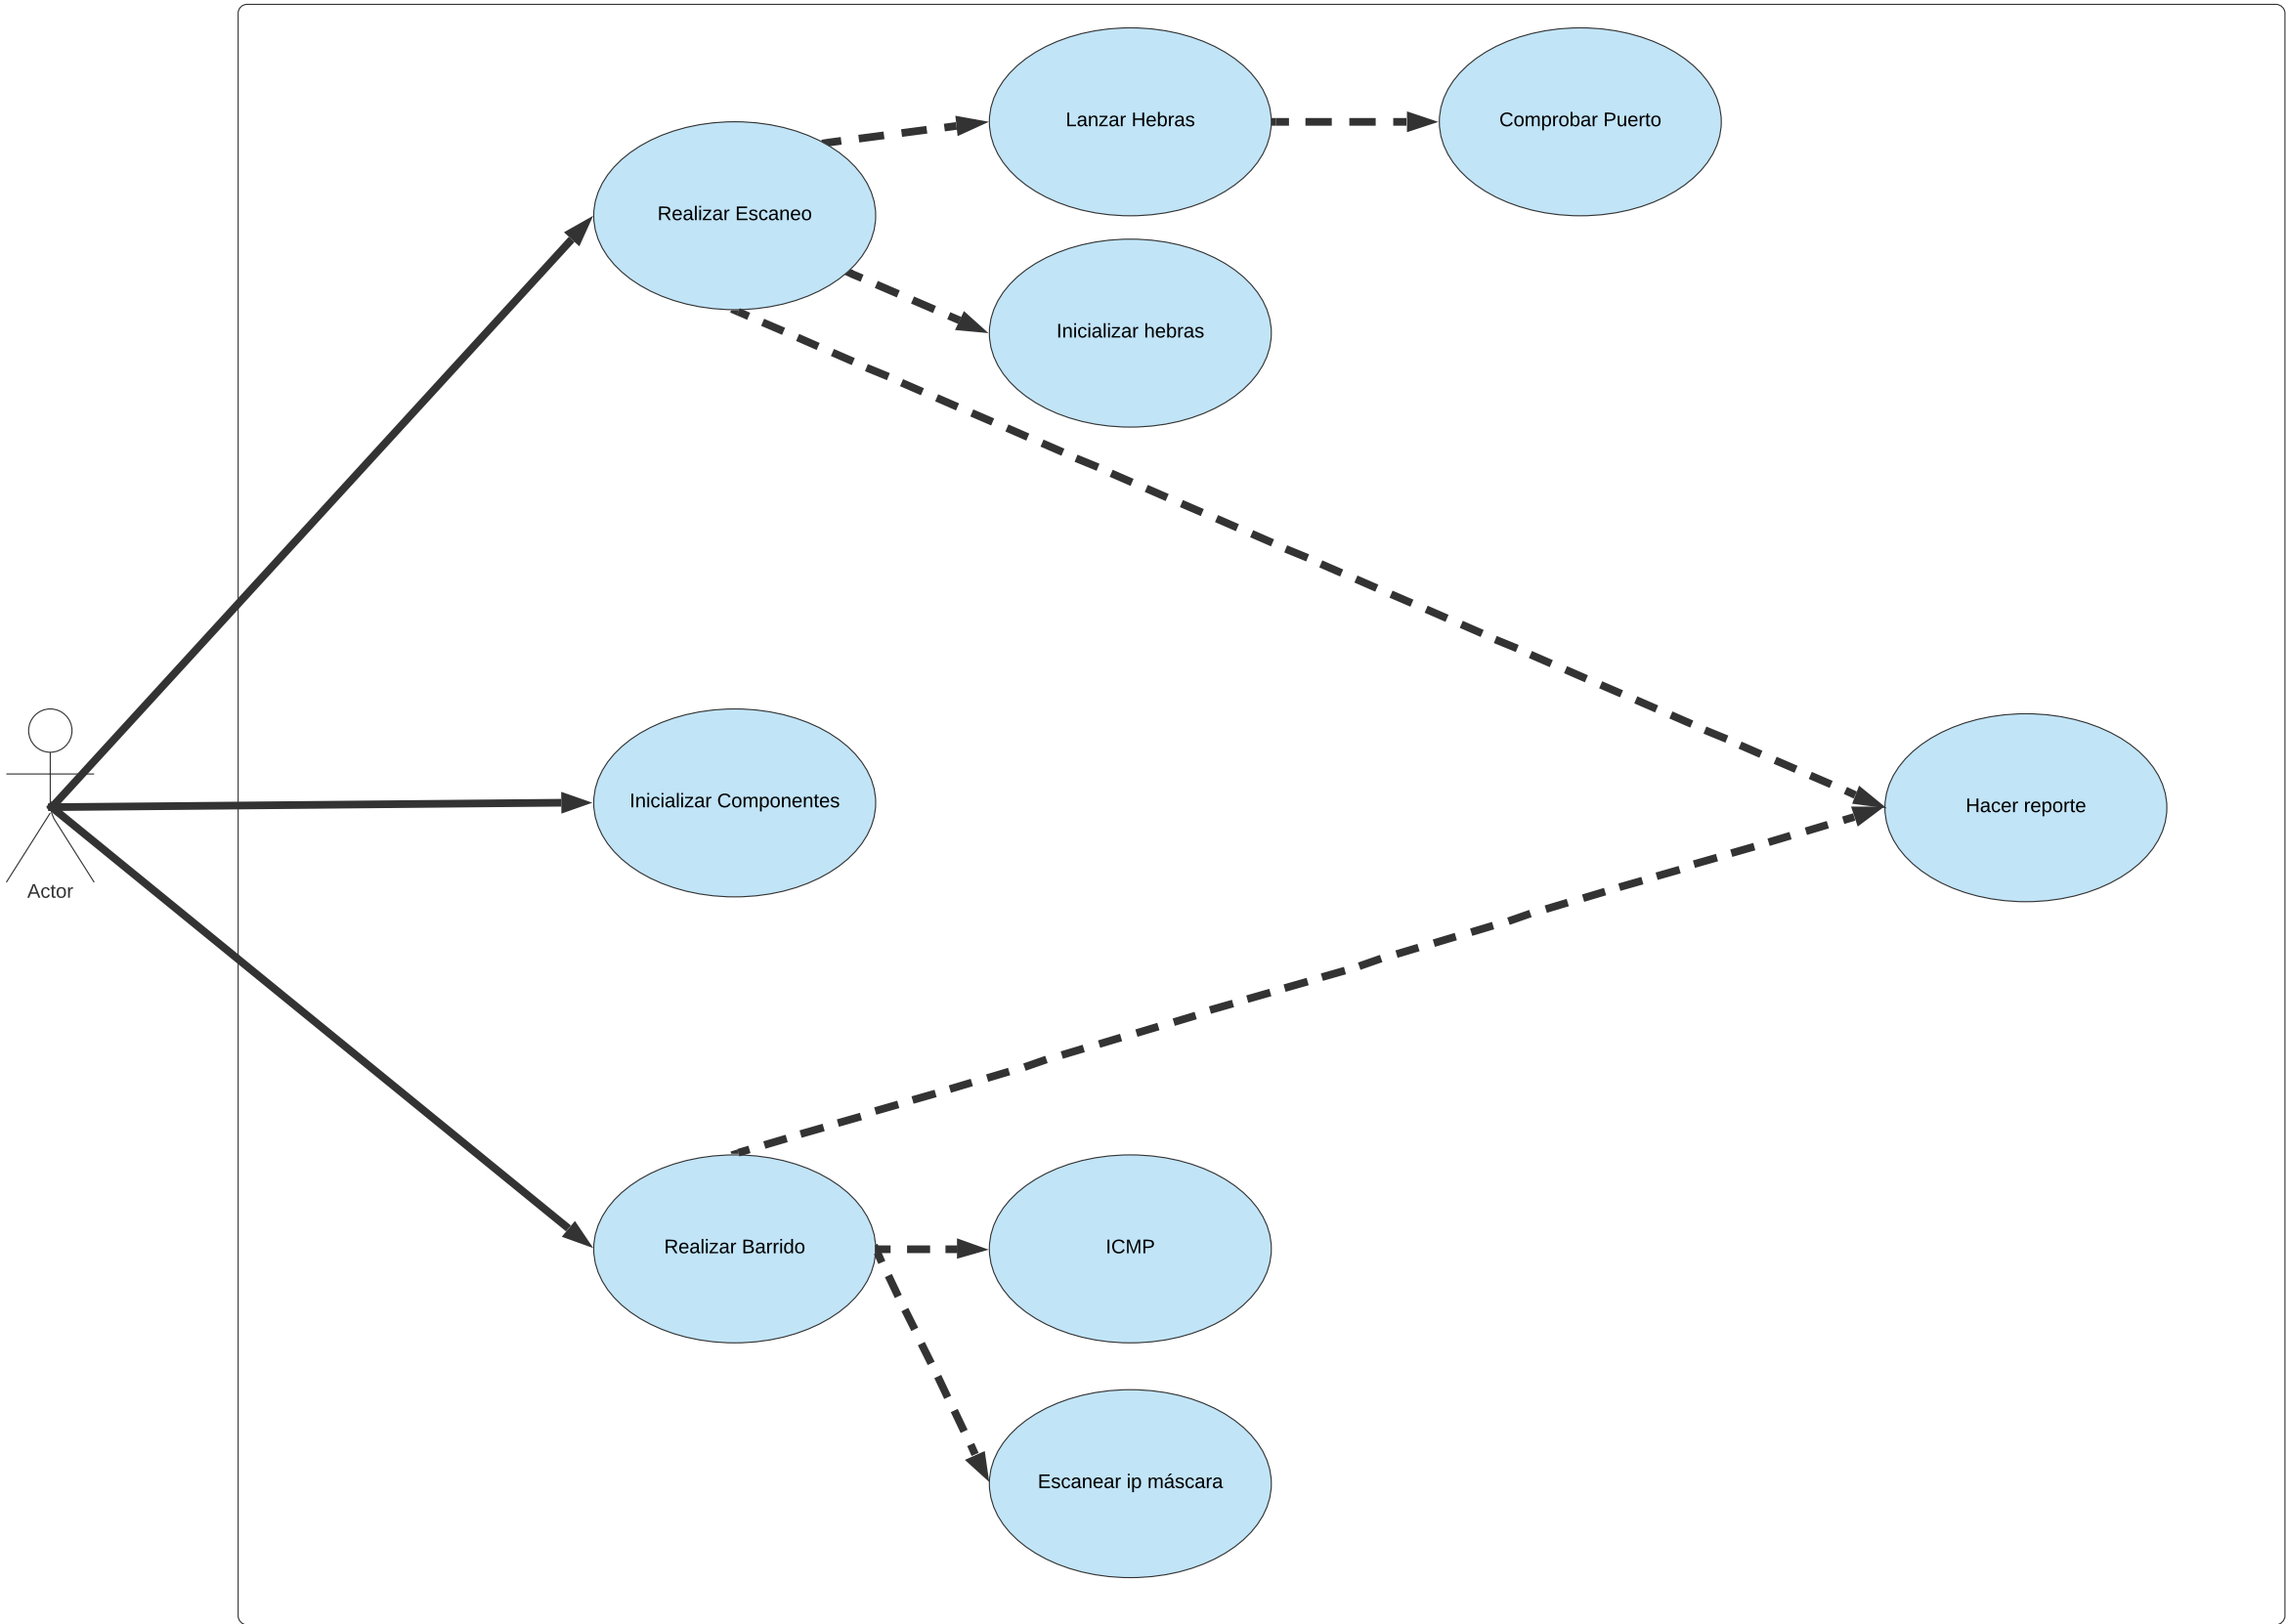 Lanzar Hebras
Comprobar Puerto
Realizar Escaneo
Inicializar hebras
Inicializar Componentes
Hacer reporte
Actor
Realizar Barrido
ICMP
Escanear ip máscara